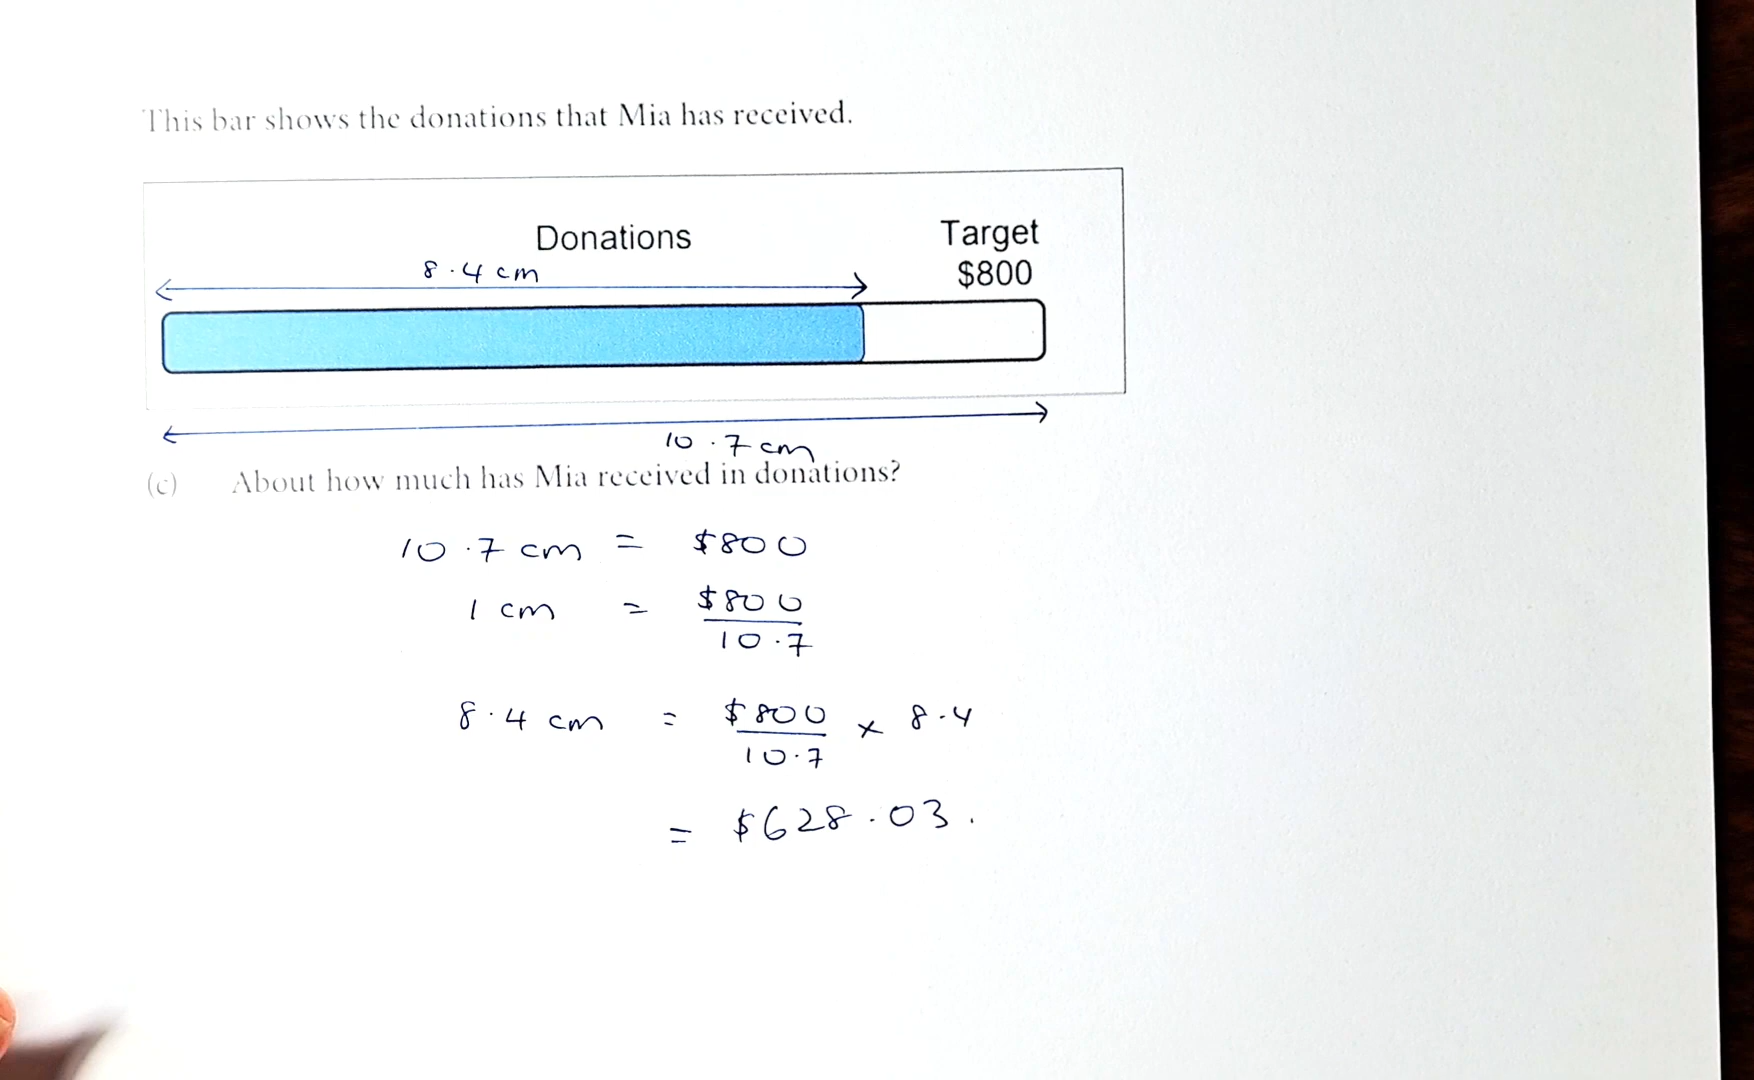 This bar shows the donations that Mia has received.
Donations
Target
$800
8.4 cm
10.7 cm
(c) About how much has Mia received in donations?
10.7 cm = $800
1 cm = $800
10.7
8.4 cm = $800 × 8.4
10.7
= $628.03.